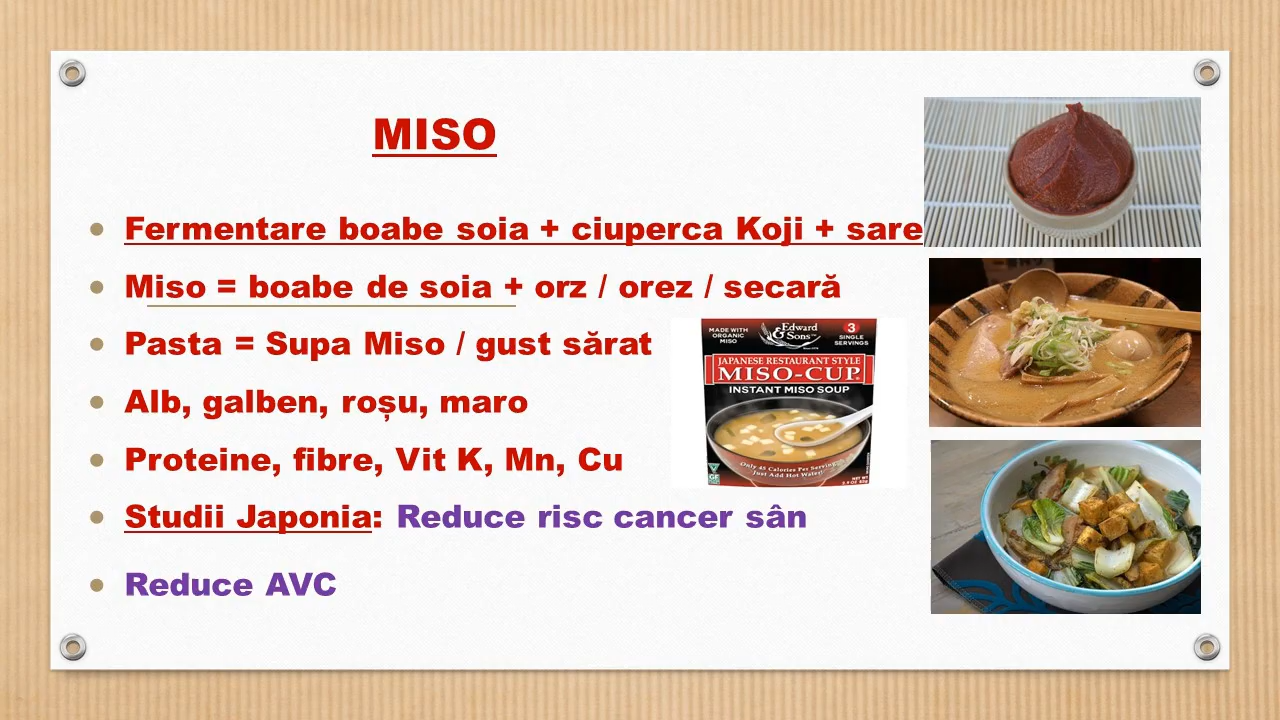 MISO
Fermentare boabe soia + ciuperca Koji + sare
Miso = boabe de soia + orz / orez / secară
Pasta = Supa Miso / gust sărat
Alb, galben, roșu, maro
Proteine, fibre, Vit K, Mn, Cu
Studii Japonia: Reduce risc cancer sân
Reduce AVC
MADE WITH
ORGANIC
MISO
Edward
& Sons
3
SINGLE
SERVINGS
JAPANESE RESTAURANT STYLE
MISO-CUP
INSTANT MISO SOUP
Only 45 Calories Per Serving
Just Add Hot Water!
GF
NET WT